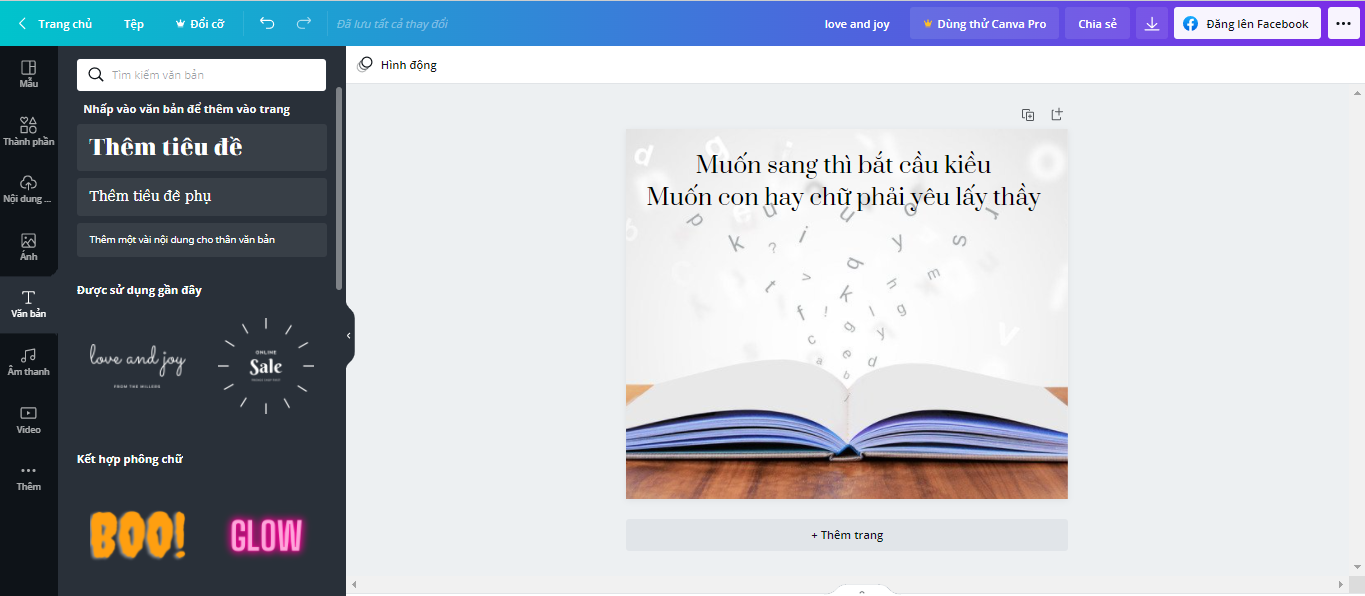 Trang chủ
Tệp
Đổi cỡ
Đã lưu tất cả thay đổi
love and joy
Dùng thử Canva Pro
Chia sẻ
Đăng lên Facebook
Mẫu
Thành phần
Nội dung ...
Ảnh
Văn bản
Âm thanh
Video
Thêm
Tìm kiếm văn bản
Nhấp vào văn bản để thêm vào trang
Thêm tiêu đề
Thêm tiêu đề phụ
Thêm một vài nội dung cho thân văn bản
Được sử dụng gần đây
love and joy
FROM THE MILLERS
ONLINE
Sale
Kết hợp phông chữ
BOO!
GLOW
Hình động
Muốn sang thì bắt cầu kiều
Muốn con hay chữ phải yêu lấy thầy
+ Thêm trang